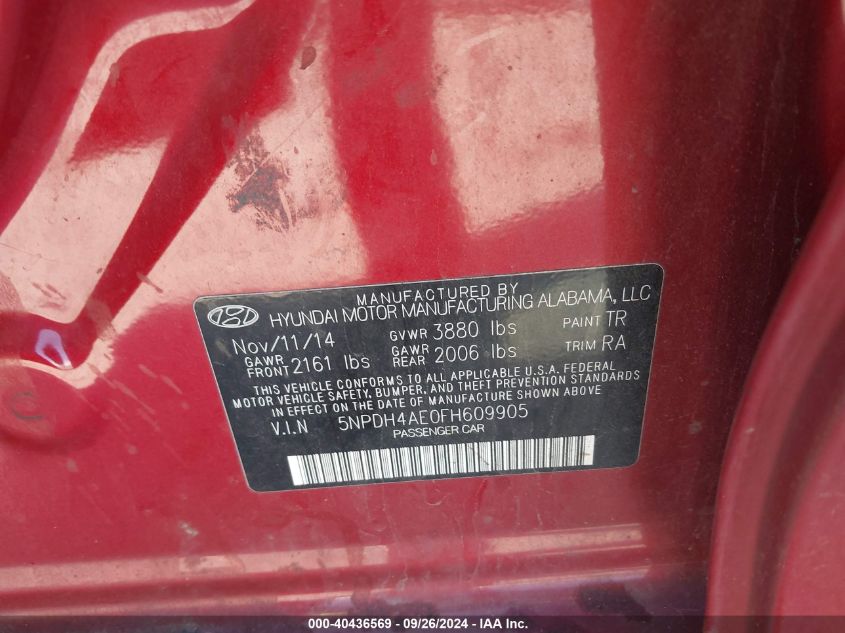 MANUFACTURED BY
HYUNDAI MOTOR MANUFACTURING ALABAMA, LLC
Nov/11/14 GVWR 3880 lbs PAINT TR
GAWR FRONT 2161 lbs GAWR REAR 2006 lbs TRIM RA
THIS VEHICLE CONFORMS TO ALL APPLICABLE U.S.A. FEDERAL
MOTOR VEHICLE SAFETY, BUMPER, AND THEFT PREVENTION STANDARDS
IN EFFECT ON THE DATE OF MANUFACTURE SHOWN ABOVE
V.I.N 5NPDH4AE0FH609905
PASSENGER CAR
000-40436569 - 09/26/2024 - IAA Inc.